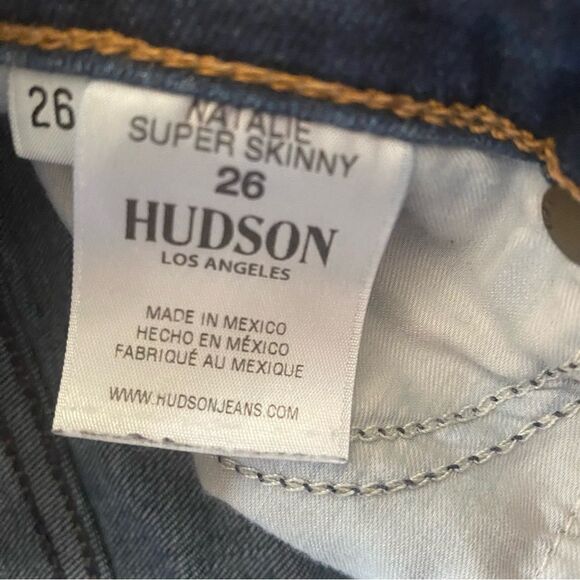 26
NATALIE
SUPER SKINNY
26
HUDSON
LOS ANGELES
MADE IN MEXICO
HECHO EN MÉXICO
FABRIQUÉ AU MEXIQUE
WWW.HUDSONJEANS.COM